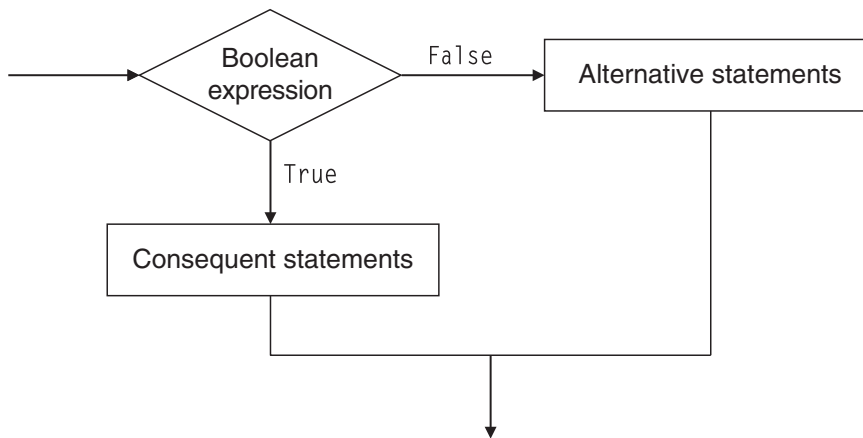 Boolean
expression
False
Alternative statements
True
Consequent statements